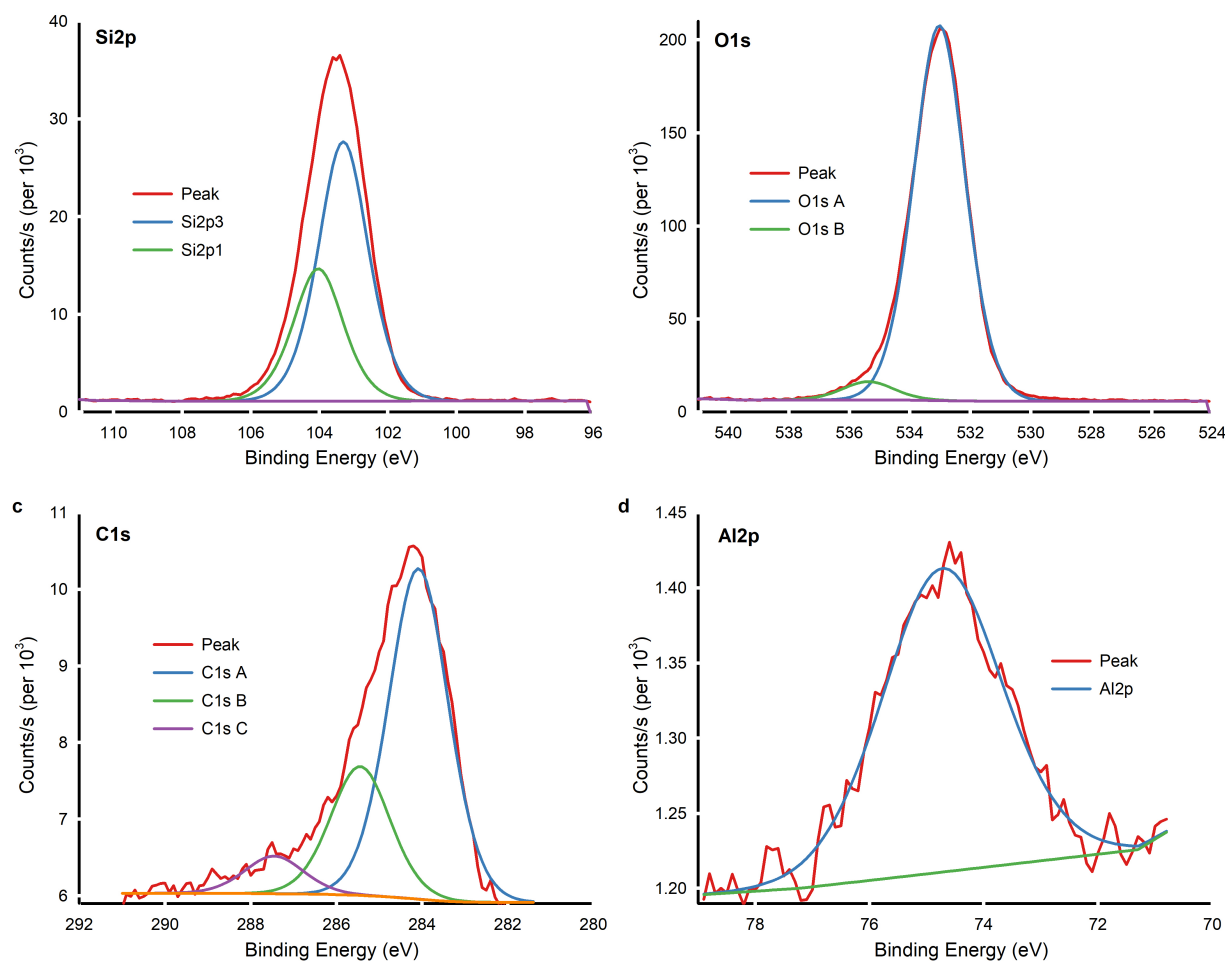 Si2p
40
30
20
10
0
Counts/s (per 10³)
Peak
Si2p3
Si2p1
110 108 106 104 102 100 98 96
Binding Energy (eV)
O1s
200
150
100
50
0
Counts/s (per 10³)
Peak
O1s A
O1s B
540 538 536 534 532 530 528 526 524
Binding Energy (eV)
c
C1s
11
10
9
8
7
6
Counts/s (per 10³)
Peak
C1s A
C1s B
C1s C
292 290 288 286 284 282 280
Binding Energy (eV)
d
Al2p
1.45
1.40
1.35
1.30
1.25
1.20
Counts/s (per 10³)
Peak
Al2p
78 76 74 72 70
Binding Energy (eV)